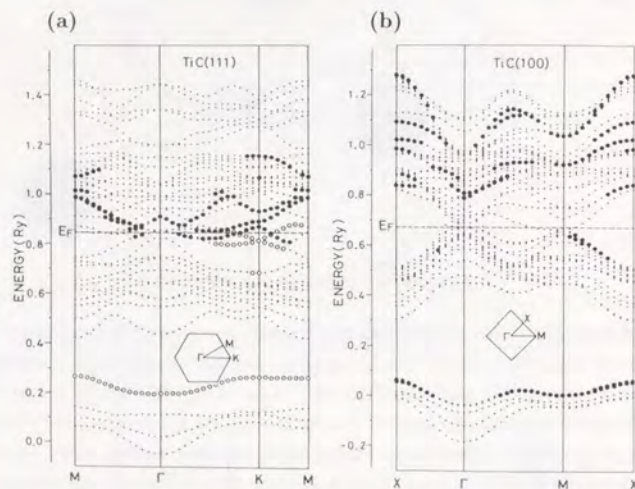 (a)
TiC(111)
ENERGY(Ry)
1.4
1.2
1.0
EF
0.8
0.6
0.4
0.2
0.0
M
K
Γ
M
Γ
K
M
(b)
TiC(100)
ENERGY(Ry)
1.2
1.0
0.8
EF
0.6
0.4
0.2
0
-0.2
X
Γ
M
X
Γ
M
X